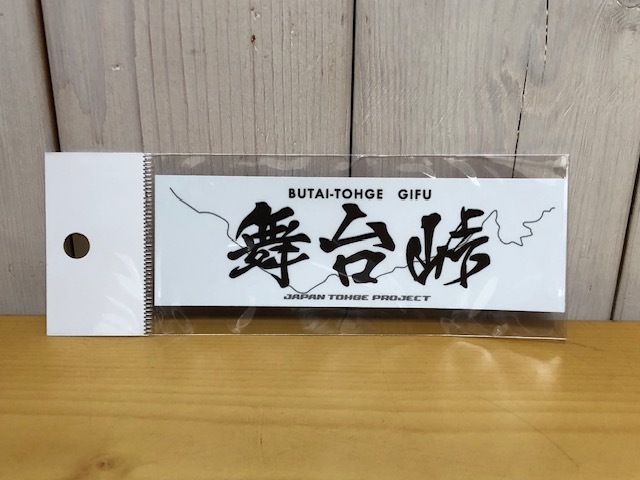 BUTAI-TOHGE GIFU
舞台峠
JAPAN TOHGE PROJECT